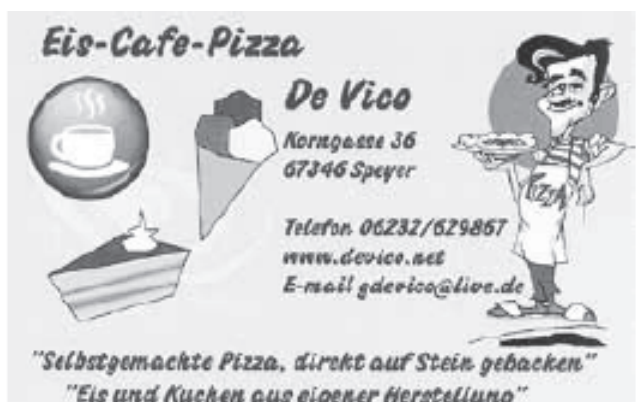 Eis-Cafe-Pizza
De Vico
Korngasse 36
67346 Speyer
Telefon 06232/629867
www.devico.net
E-mail gdevico@live.de
PIZZA
"Selbstgemachte Pizza, direkt auf Stein gebacken"
"Eis und Kuchen aus eigener Herstellung"